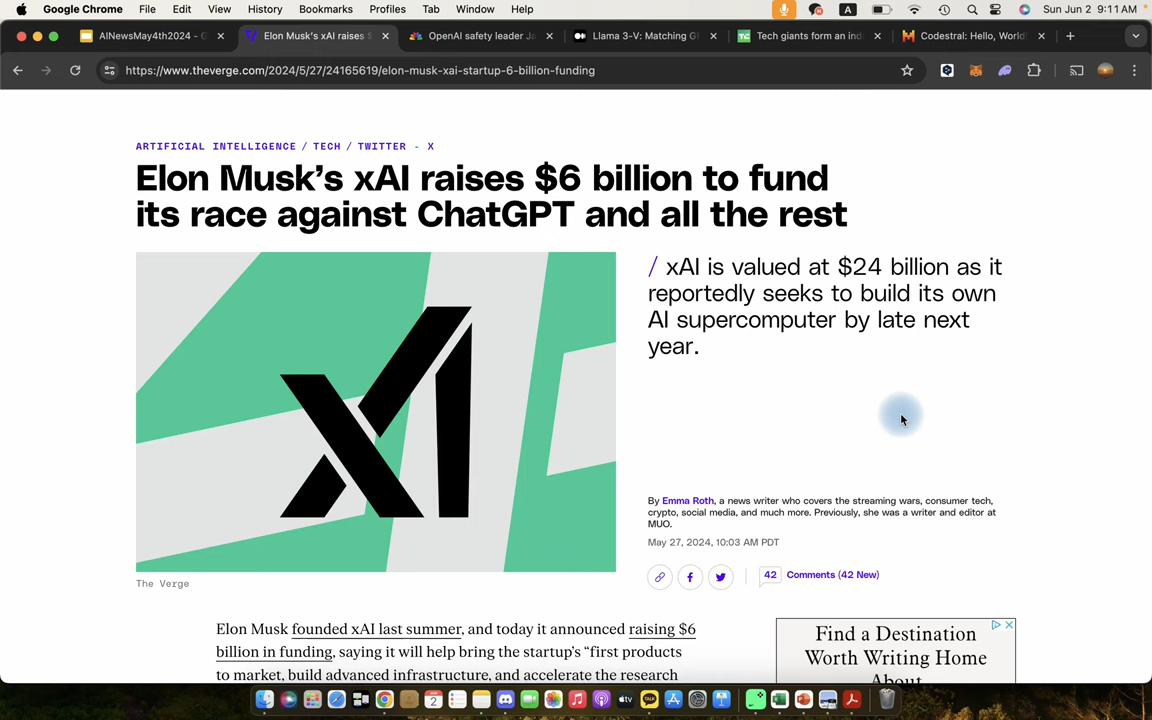 Google Chrome File Edit View History Bookmarks Profiles Tab Window Help A Sun Jun 2 9:11 AM
AINewsMay4th2024 - G Elon Musk's xAI raises $ OpenAI safety leader Ja Llama 3-V: Matching G Tech giants form an ind Codestral: Hello, World!
https://www.theverge.com/2024/5/27/24165619/elon-musk-xai-startup-6-billion-funding
ARTIFICIAL INTELLIGENCE / TECH / TWITTER - X
Elon Musk’s xAI raises $6 billion to fund
its race against ChatGPT and all the rest
/ xAI is valued at $24 billion as it
reportedly seeks to build its own
AI supercomputer by late next
year.
xAI
By Emma Roth, a news writer who covers the streaming wars, consumer tech,
crypto, social media, and much more. Previously, she was a writer and editor at
MUO.
May 27, 2024, 10:03 AM PDT
42 Comments (42 New)
The Verge
Elon Musk founded xAI last summer, and today it announced raising $6
billion in funding, saying it will help bring the startup’s “first products
to market, build advanced infrastructure, and accelerate the research
Find a Destination
Worth Writing Home
About